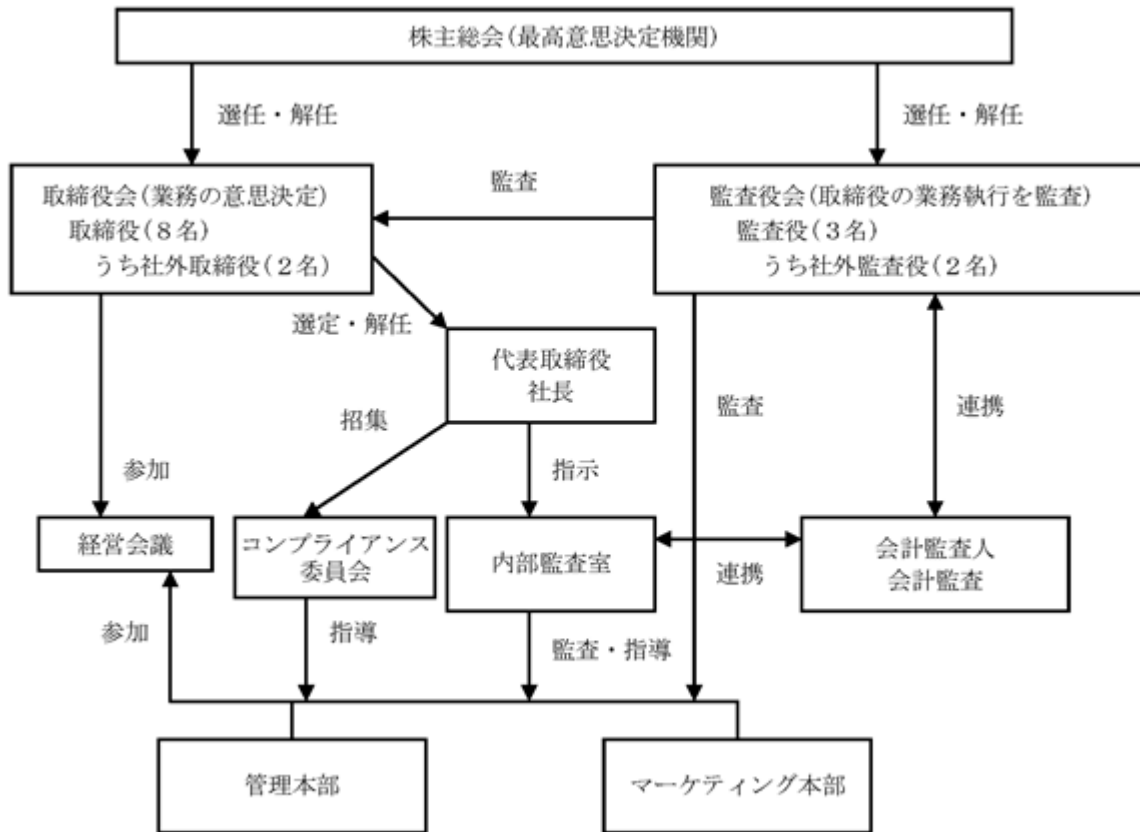 株主総会(最高意思決定機関)
選任・解任
選任・解任
取締役会(業務の意思決定)
取締役(8名)
うち社外取締役(2名)
監査
監査役会(取締役の業務執行を監査)
監査役(3名)
うち社外監査役(2名)
選定・解任
代表取締役
社長
招集
監査
連携
参加
指示
経営会議
コンプライアンス
委員会
内部監査室
連携
会計監査人
会計監査
参加
指導
監査・指導
管理本部
マーケティング本部